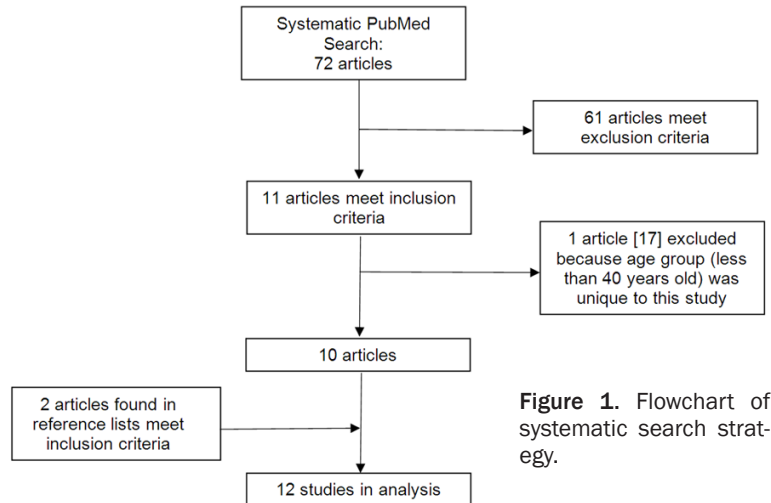 Systematic PubMed
Search:
72 articles
61 articles meet
exclusion criteria
11 articles meet inclusion
criteria
1 article [17] excluded
because age group (less
than 40 years old) was
unique to this study
10 articles
2 articles found in
reference lists meet
inclusion criteria
12 studies in analysis
Figure 1. Flowchart of
systematic search strat-
egy.